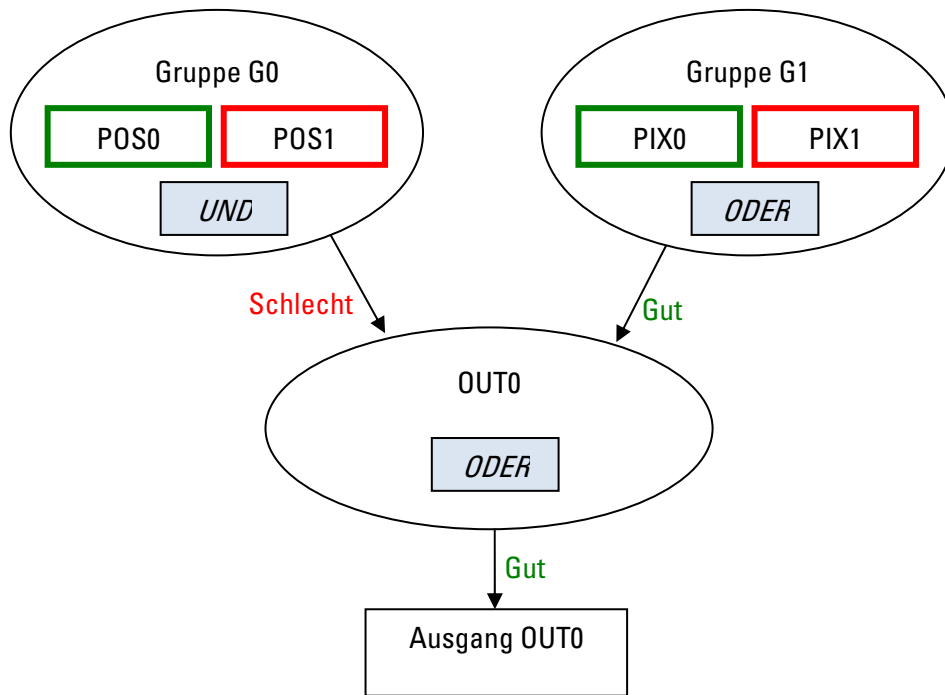 Gruppe G0
POS0
POS1
UND
Gruppe G1
PIX0
PIX1
ODER
Schlecht
Gut
OUT0
ODER
Gut
Ausgang OUT0